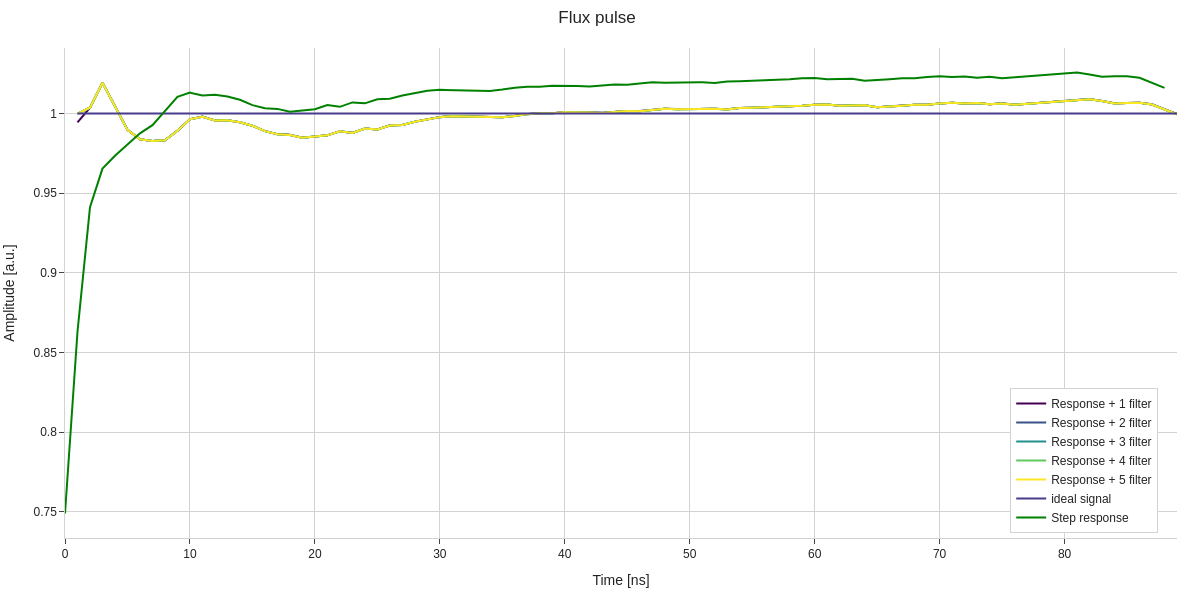 Flux pulse
Amplitude [a.u.]
1
0.95
0.9
0.85
0.8
0.75
0 10 20 30 40 50 60 70 80
Time [ns]
Response + 1 filter
Response + 2 filter
Response + 3 filter
Response + 4 filter
Response + 5 filter
ideal signal
Step response